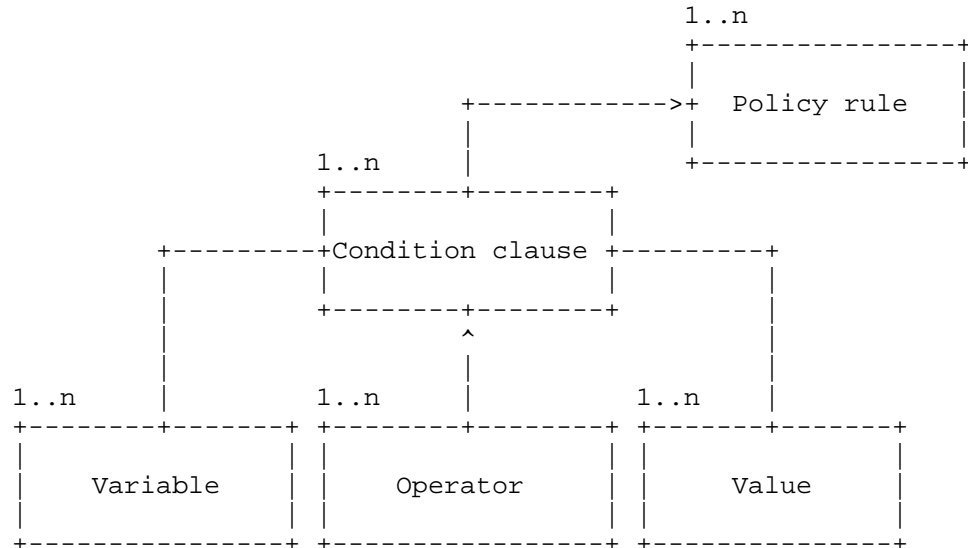 1..n
Policy rule
1..n
Condition clause
1..n 1..n 1..n
Variable Operator Value